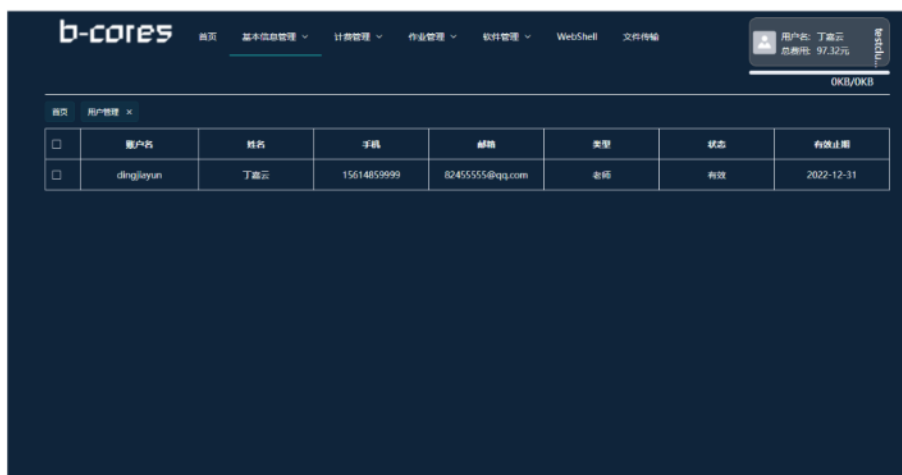 b-cores 首页 基本信息管理 计费管理 作业管理 软件管理 WebShell 文件传输
用户名: 丁嘉云
总费用: 97.32元
testclu...
0KB/0KB
首页 用户管理 ×
账户名 姓名 手机 邮箱 类型 状态 有效止期
dingjiayun 丁嘉云 15614859999 82455555@qq.com 老师 有效 2022-12-31